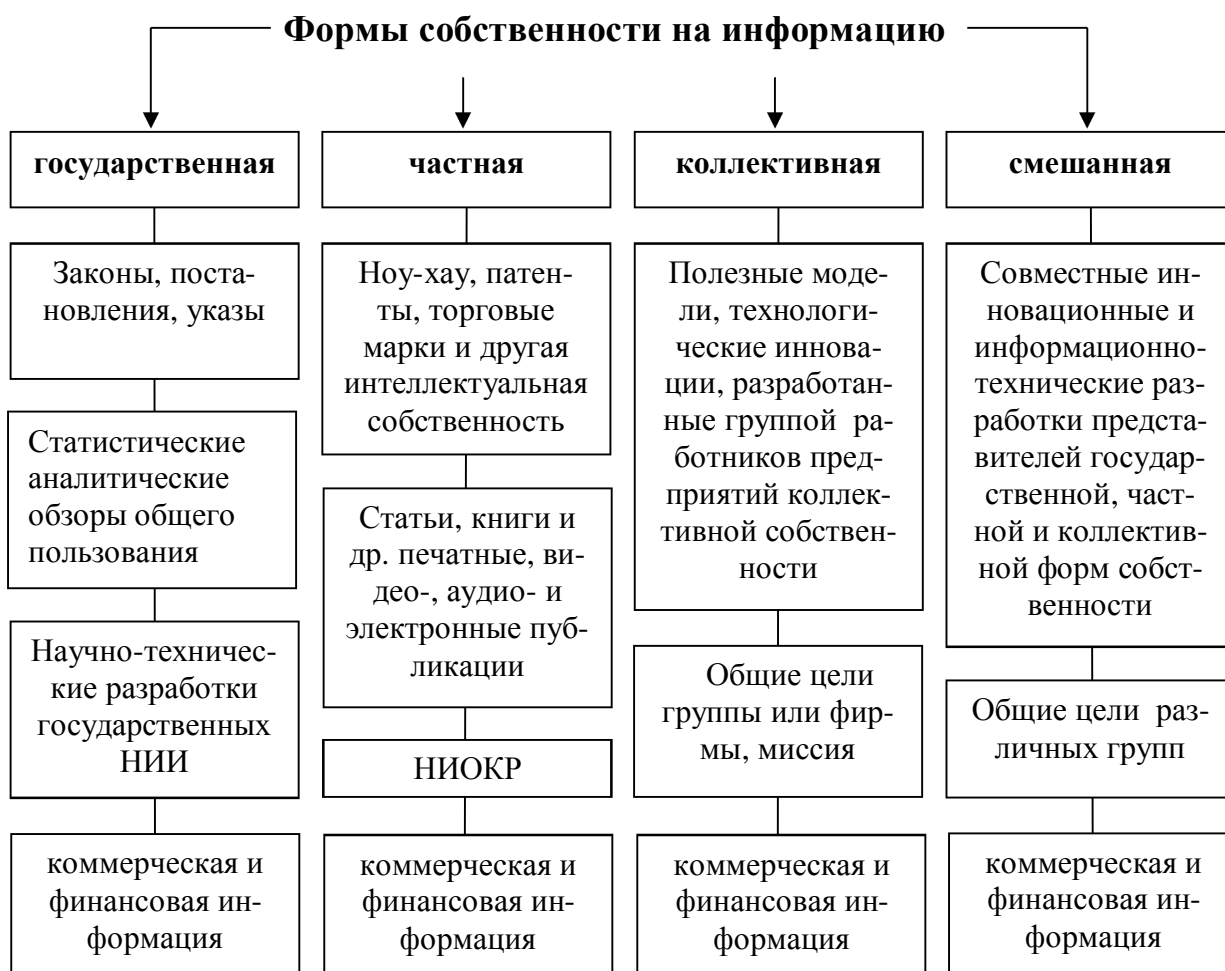 Формы собственности на информацию
государственная
Законы, поста-
новления, указы
Статистические
аналитические
обзоры общего
пользования
Научно-техничес-
кие разработки
государственных
НИИ
коммерческая и
финансовая ин-
формация
частная
Ноу-хау, патен-
ты, торговые
марки и другая
интеллектуальная
собственность
Статьи, книги и
др. печатные, ви-
део-, аудио- и
электронные пуб-
ликации
НИОКР
коммерческая и
финансовая ин-
формация
коллективная
Полезные моде-
ли, технологи-
ческие иннова-
ции, разработан-
ные группой ра-
ботников пред-
приятий коллек-
тивной собствен-
ности
Общие цели
группы или фир-
мы, миссия
коммерческая и
финансовая ин-
формация
смешанная
Совместные ин-
новационные и
информационно-
технические раз-
работки предста-
вителей государ-
ственной, част-
ной и коллектив-
ной форм собст-
венности
Общие цели раз-
личных групп
коммерческая и
финансовая ин-
формация